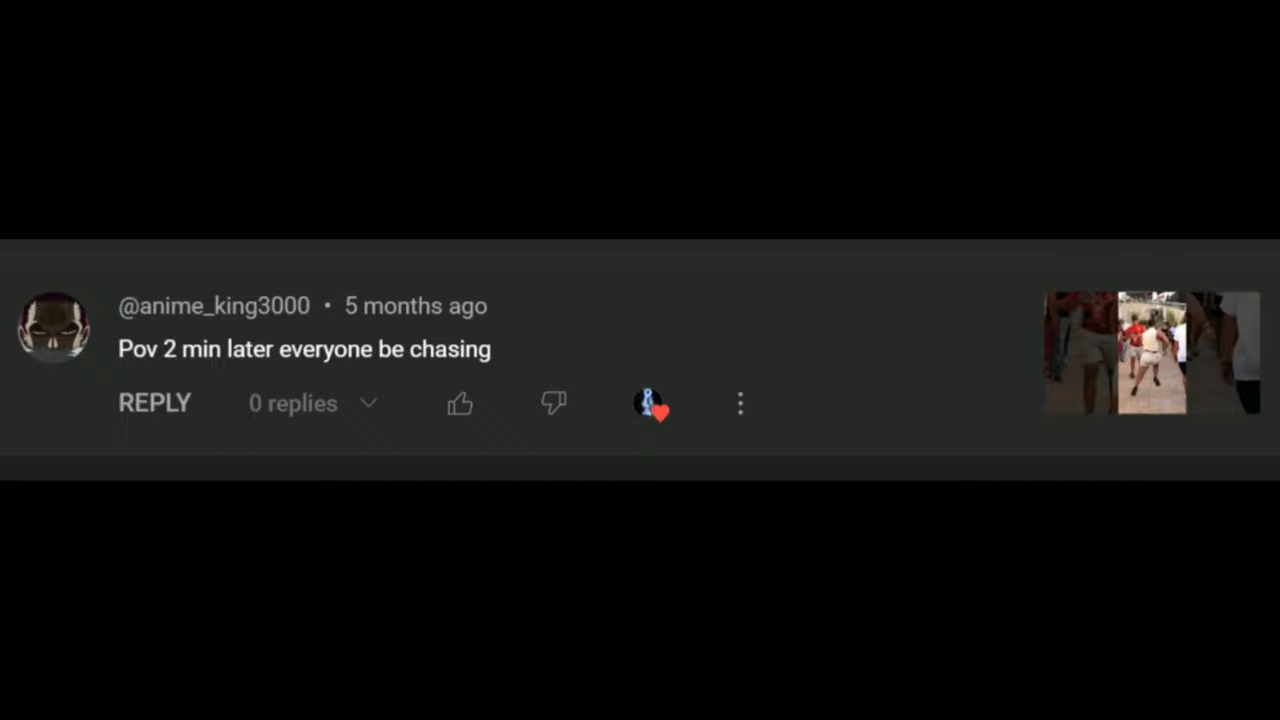 @anime_king3000 • 5 months ago
Pov 2 min later everyone be chasing
REPLY 0 replies